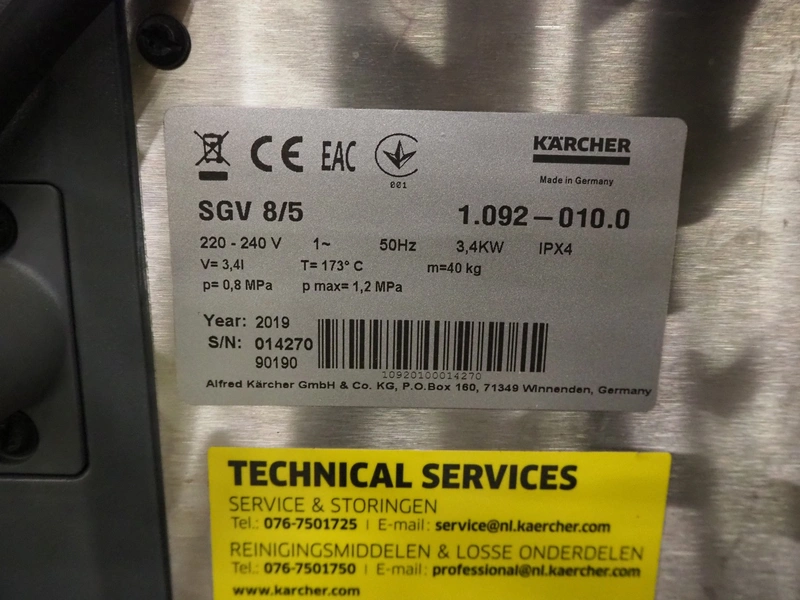 CE EAC
001
KÄRCHER
Made in Germany
SGV 8/5 1.092-010.0
220 - 240 V 1~ 50Hz 3,4KW IPX4
V= 3,4l T= 173° C m=40 kg
p= 0,8 MPa p max= 1,2 MPa
Year: 2019
S/N: 014270
90190
10920100014270
Alfred Kärcher GmbH & Co. KG, P.O.Box 160, 71349 Winnenden, Germany
TECHNICAL SERVICES
SERVICE & STORINGEN
Tel.: 076-7501725 | E-mail: service@nl.kaercher.com
REINIGINGSMIDDELEN & LOSSE ONDERDELEN
Tel.: 076-7501750 | E-mail: professional@nl.kaercher.com
www.karcher.com